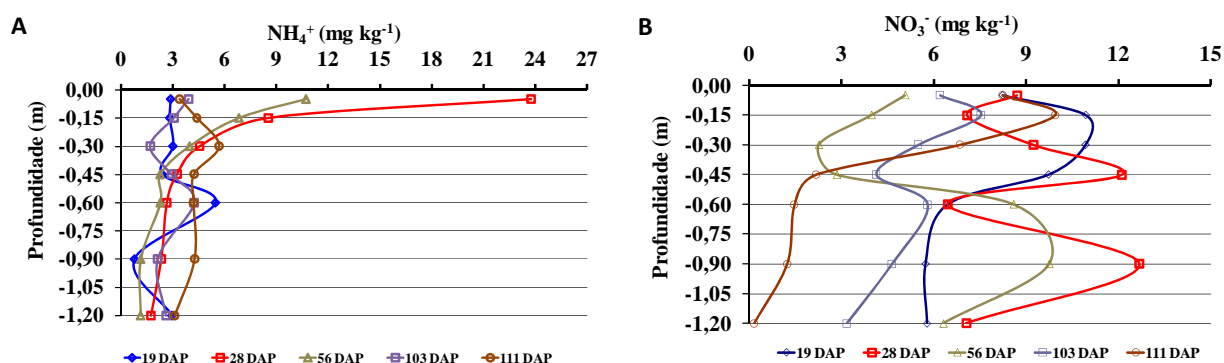 A
NH₄⁺ (mg kg⁻¹)
0 3 6 9 12 15 18 21 24 27
Profundidade (m)
0,00
-0,15
-0,30
-0,45
-0,60
-0,75
-0,90
-1,05
-1,20
19 DAP 28 DAP 56 DAP 103 DAP 111 DAP
B
NO₃⁻ (mg kg⁻¹)
0 3 6 9 12 15
Profundidade (m)
0,00
-0,15
-0,30
-0,45
-0,60
-0,75
-0,90
-1,05
-1,20
19 DAP 28 DAP 56 DAP 103 DAP 111 DAP